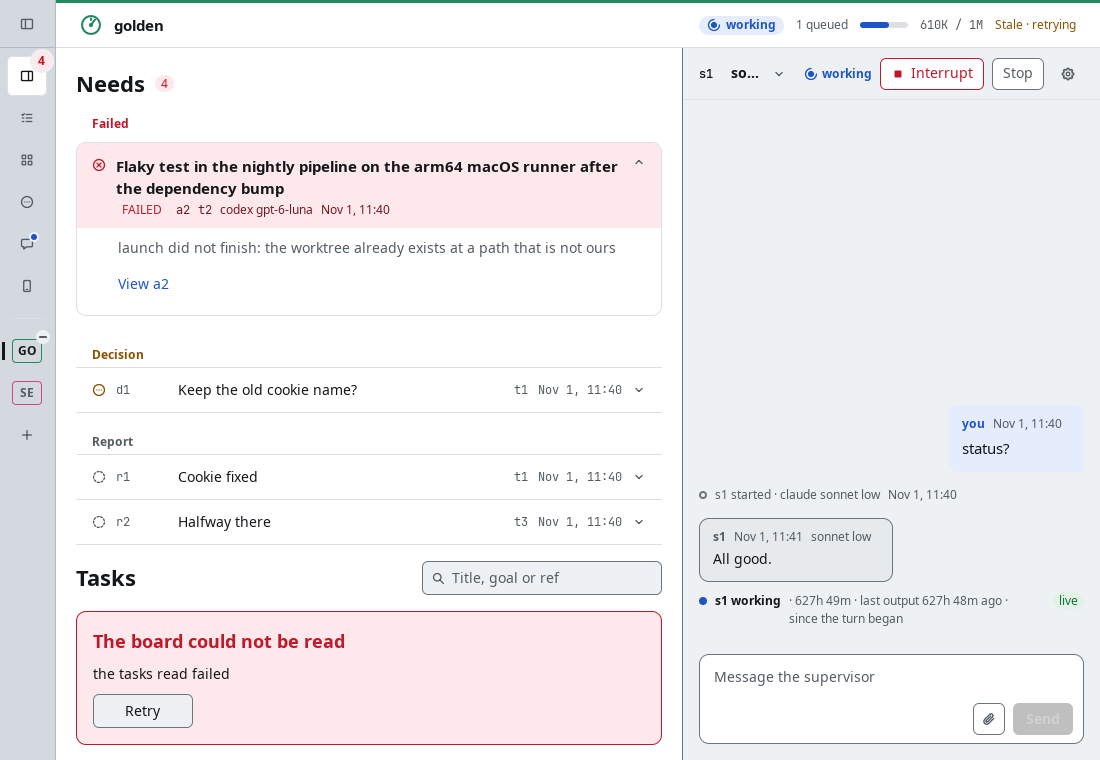 golden
working
1 queued
610K / 1M
Stale · retrying
4
GO
SE
Needs 4
Failed
Flaky test in the nightly pipeline on the arm64 macOS runner after
the dependency bump
FAILED a2 t2 codex gpt-6-luna Nov 1, 11:40
launch did not finish: the worktree already exists at a path that is not ours
View a2
Decision
d1 Keep the old cookie name? t1 Nov 1, 11:40
Report
r1 Cookie fixed t1 Nov 1, 11:40
r2 Halfway there t3 Nov 1, 11:40
Tasks
Title, goal or ref
The board could not be read
the tasks read failed
Retry
s1 so... working Interrupt Stop
you Nov 1, 11:40
status?
s1 started · claude sonnet low Nov 1, 11:40
s1 Nov 1, 11:41 sonnet low
All good.
s1 working · 627h 49m · last output 627h 48m ago · live
since the turn began
Message the supervisor
Send